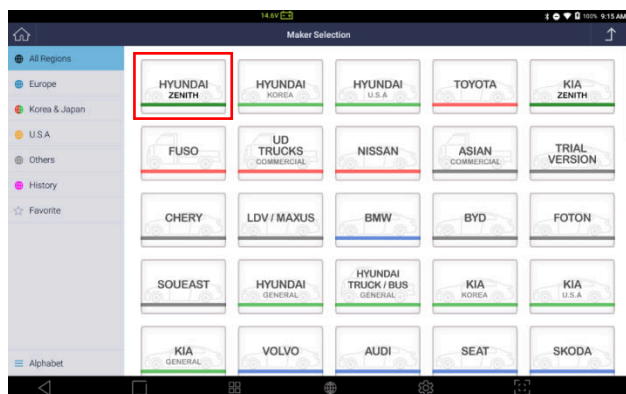 14.6V
100% 9:15 AM
Maker Selection
All Regions
Europe
Korea & Japan
U.S.A
Others
History
Favorite
Alphabet
HYUNDAI
ZENITH
HYUNDAI
KOREA
HYUNDAI
U.S.A
TOYOTA
KIA
ZENITH
FUSO
UD
TRUCKS
COMMERCIAL
NISSAN
ASIAN
COMMERCIAL
TRIAL
VERSION
CHERY
LDV / MAXUS
BMW
BYD
FOTON
SOUEAST
HYUNDAI
GENERAL
HYUNDAI
TRUCK / BUS
GENERAL
KIA
KOREA
KIA
U.S.A
KIA
GENERAL
VOLVO
AUDI
SEAT
SKODA